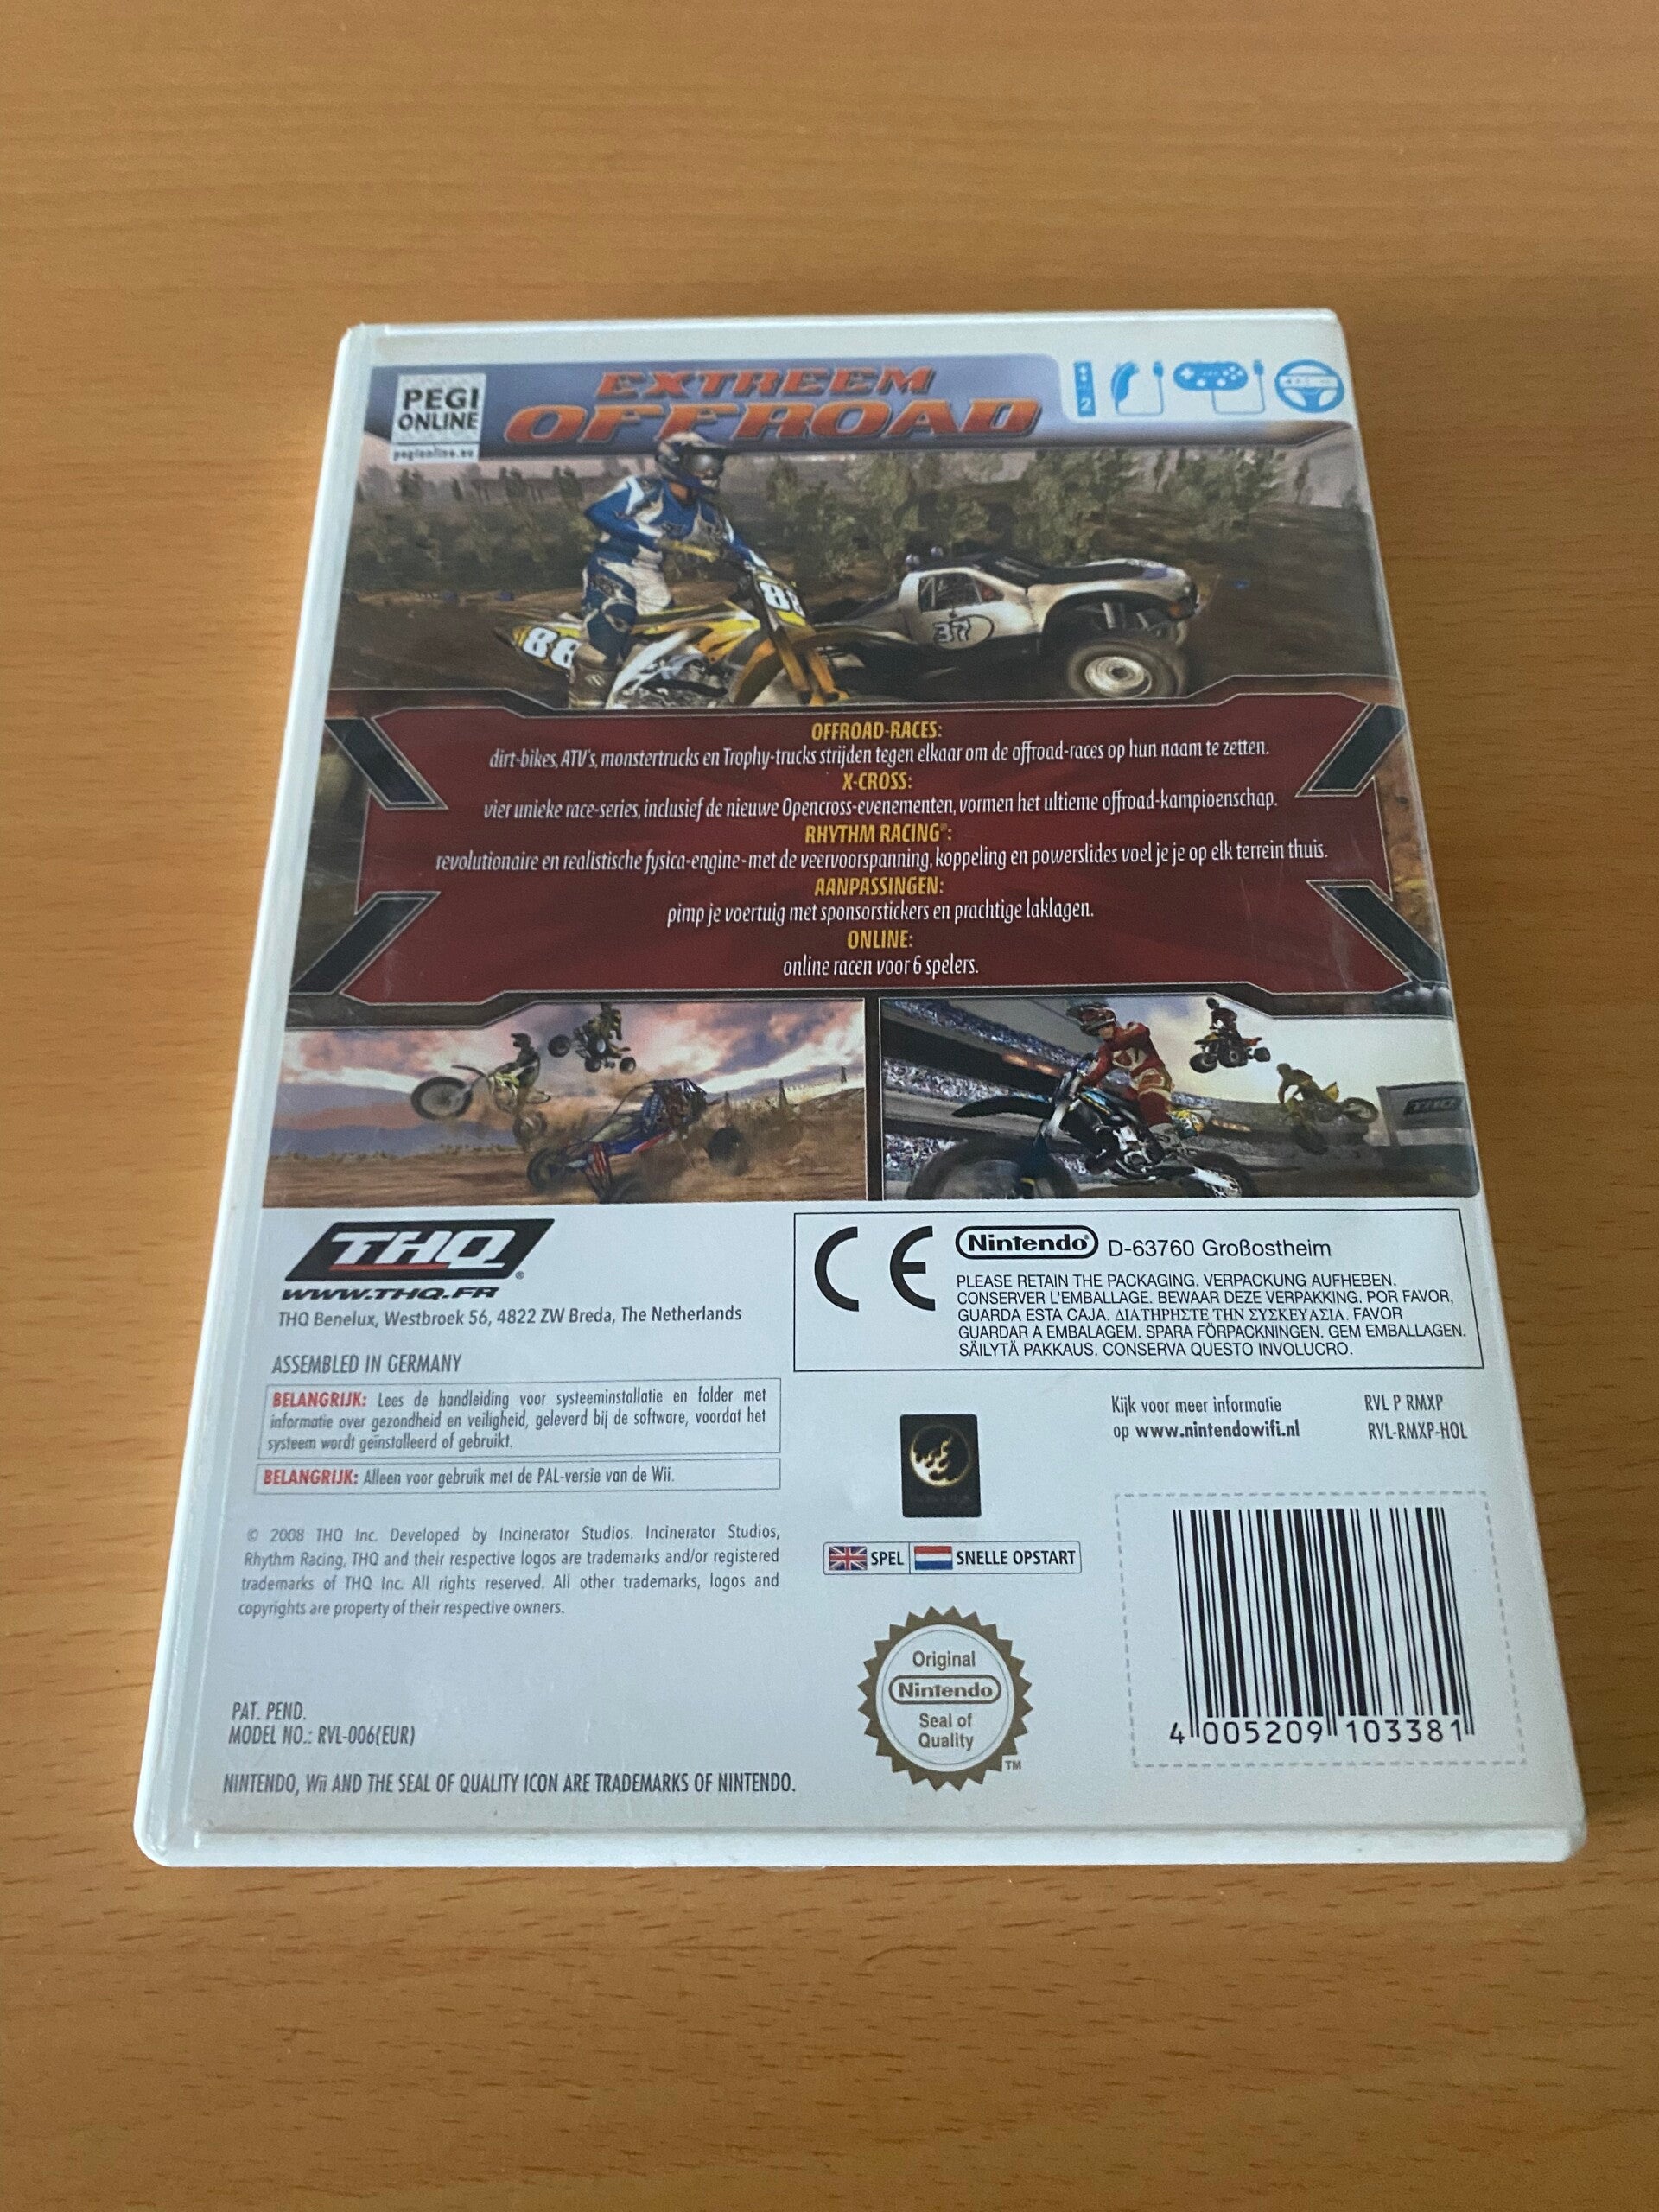 PEGI
ONLINE
pegionline.eu
EXTREEM
OFFROAD
2
88
88
37
OFFROAD-RACES:
dirt-bikes, ATV's, monstertrucks en Trophy-trucks strijden tegen elkaar om de offroad-races op hun naam te zetten.
X-CROSS:
vier unieke race-series, inclusief de nieuwe Opencross-evenementen, vormen het ultieme offroad-kampioenschap.
RHYTHM RACING®:
revolutionaire en realistische fysica-engine - met de veervoorspanning, koppeling en powerslides voel je je op elk terrein thuis.
AANPASSINGEN:
pimp je voertuig met sponsorstickers en prachtige laklagen.
ONLINE:
online racen voor 6 spelers.
THQ
THQ®
WWW.THQ.FR
THQ Benelux, Westbroek 56, 4822 ZW Breda, The Netherlands
ASSEMBLED IN GERMANY
BELANGRIJK: Lees de handleiding voor systeeminstallatie en folder met
informatie over gezondheid en veiligheid, geleverd bij de software, voordat het
systeem wordt geïnstalleerd of gebruikt.
BELANGRIJK: Alleen voor gebruik met de PAL-versie van de Wii.
© 2008 THQ Inc. Developed by Incinerator Studios. Incinerator Studios,
Rhythm Racing, THQ and their respective logos are trademarks and/or registered
trademarks of THQ Inc. All rights reserved. All other trademarks, logos and
copyrights are property of their respective owners.
PAT. PEND.
MODEL NO.: RVL-006(EUR)
NINTENDO, Wii AND THE SEAL OF QUALITY ICON ARE TRADEMARKS OF NINTENDO.
CE Nintendo® D-63760 Großostheim
PLEASE RETAIN THE PACKAGING. VERPACKUNG AUFHEBEN.
CONSERVER L'EMBALLAGE. BEWAAR DEZE VERPAKKING. POR FAVOR,
GUARDA ESTA CAJA. ΔΙΑΤΗΡΗΣΤΕ ΤΗΝ ΣΥΣΚΕΥΑΣΙΑ. FAVOR
GUARDAR A EMBALAGEM. SPARA FÖRPACKNINGEN. GEM EMBALLAGEN.
SÄILYTÄ PAKKAUS. CONSERVA QUESTO INVOLUCRO.
Kijk voor meer informatie
op www.nintendowifi.nl
RVL P RMXP
RVL-RMXP-HOL
SPEL SNELLE OPSTART
Original
Nintendo
Seal of
Quality
TM
4 005209 103381